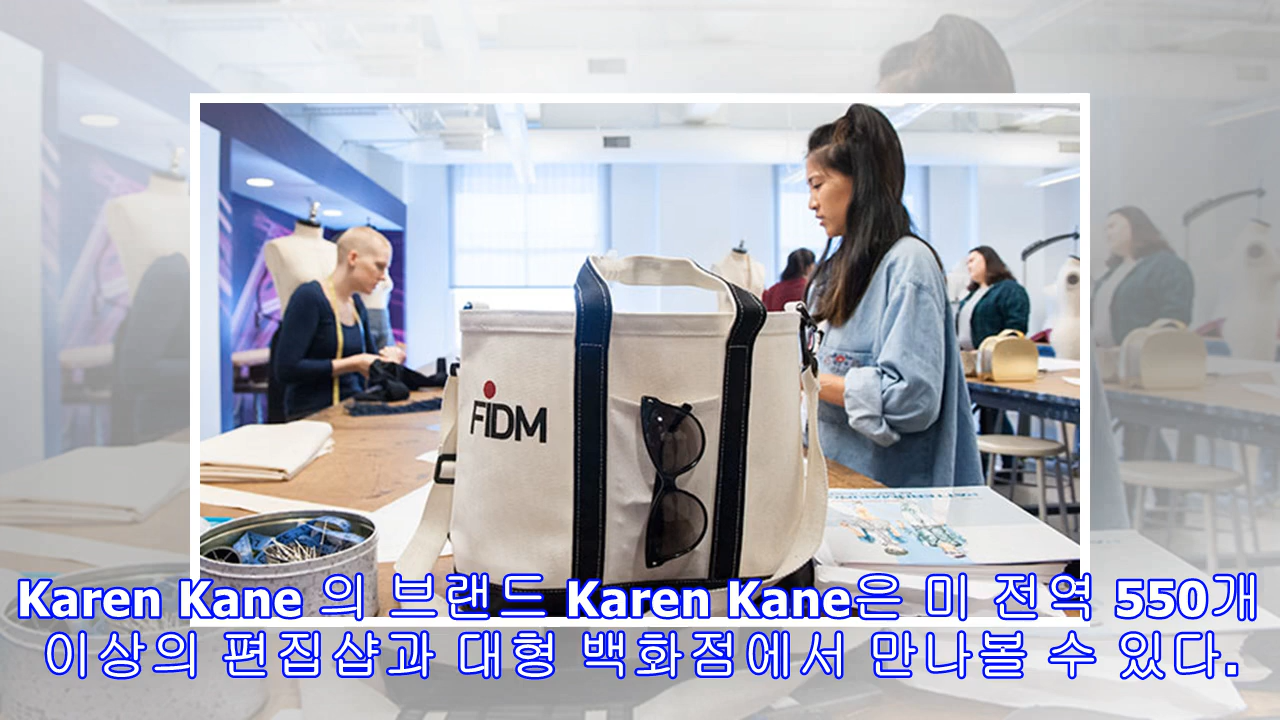 FiDM
Karen Kane 의 브랜드 Karen Kane은 미 전역 550개
이상의 편집샵과 대형 백화점에서 만나볼 수 있다.